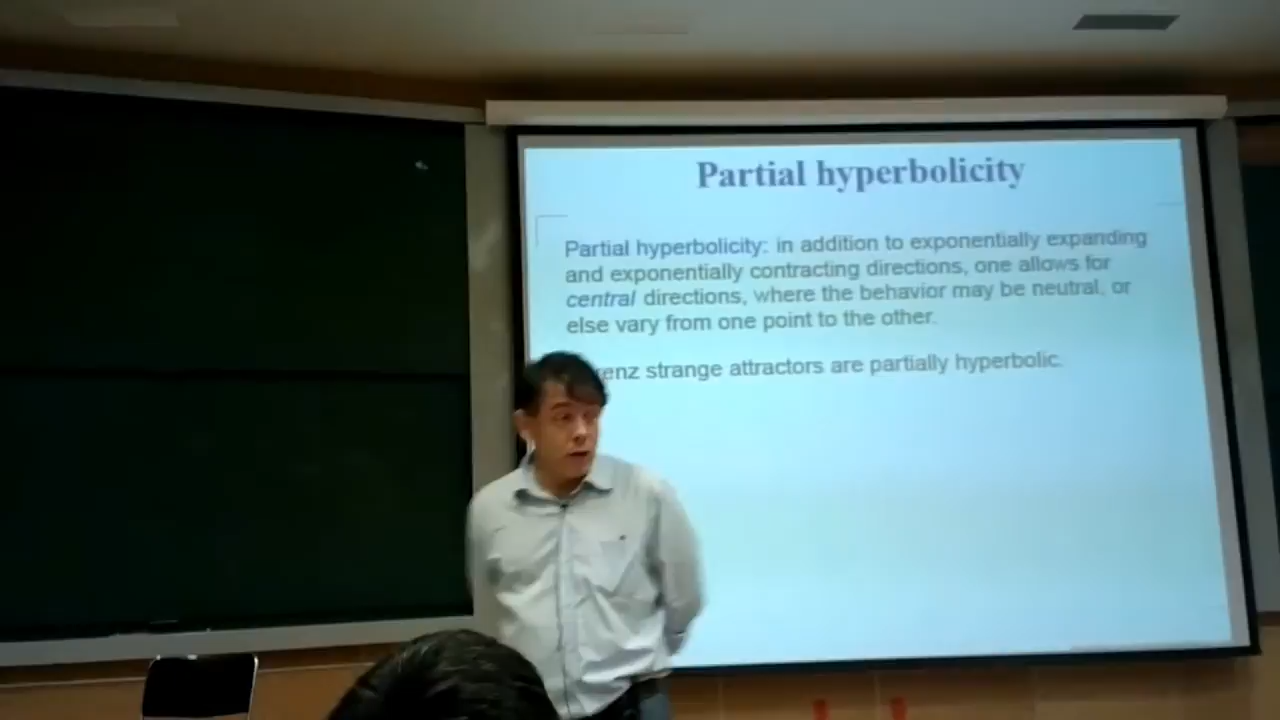 Partial hyperbolicity
Partial hyperbolicity: in addition to exponentially expanding
and exponentially contracting directions, one allows for
central directions, where the behavior may be neutral, or
else vary from one point to the other.
strange attractors are partially hyperbolic.